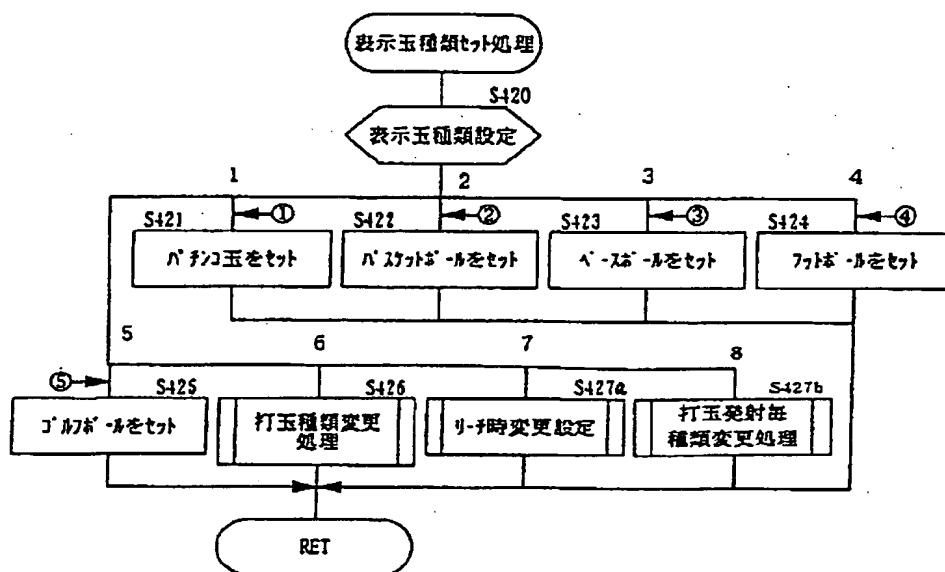 表示玉種類ｾｯﾄ処理
S420
表示玉種類設定
1
2
3
4
①
②
③
④
S421
S422
S423
S424
ﾊﾟﾁﾝｺ玉をｾｯﾄ
ﾊﾞｽｹｯﾄﾎﾞｰﾙをｾｯﾄ
ﾍﾞｰｽﾎﾞｰﾙをｾｯﾄ
ﾌｯﾄﾎﾞｰﾙをｾｯﾄ
5
6
7
8
⑤
S425
S426
S427a
S427b
ｺﾞﾙﾌﾎﾞｰﾙをｾｯﾄ
打玉種類変更
処理
ﾘｰﾁ時変更設定
打玉発射毎
種類変更処理
RET